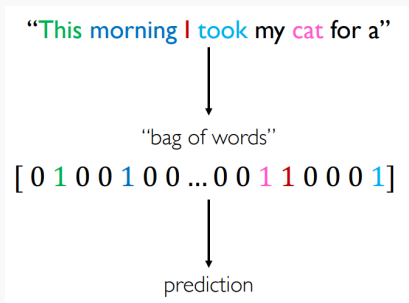 “This morning I took my cat for a”
“bag of words”
[ 0 1 0 0 1 0 0 ... 0 0 1 1 0 0 0 1]
prediction